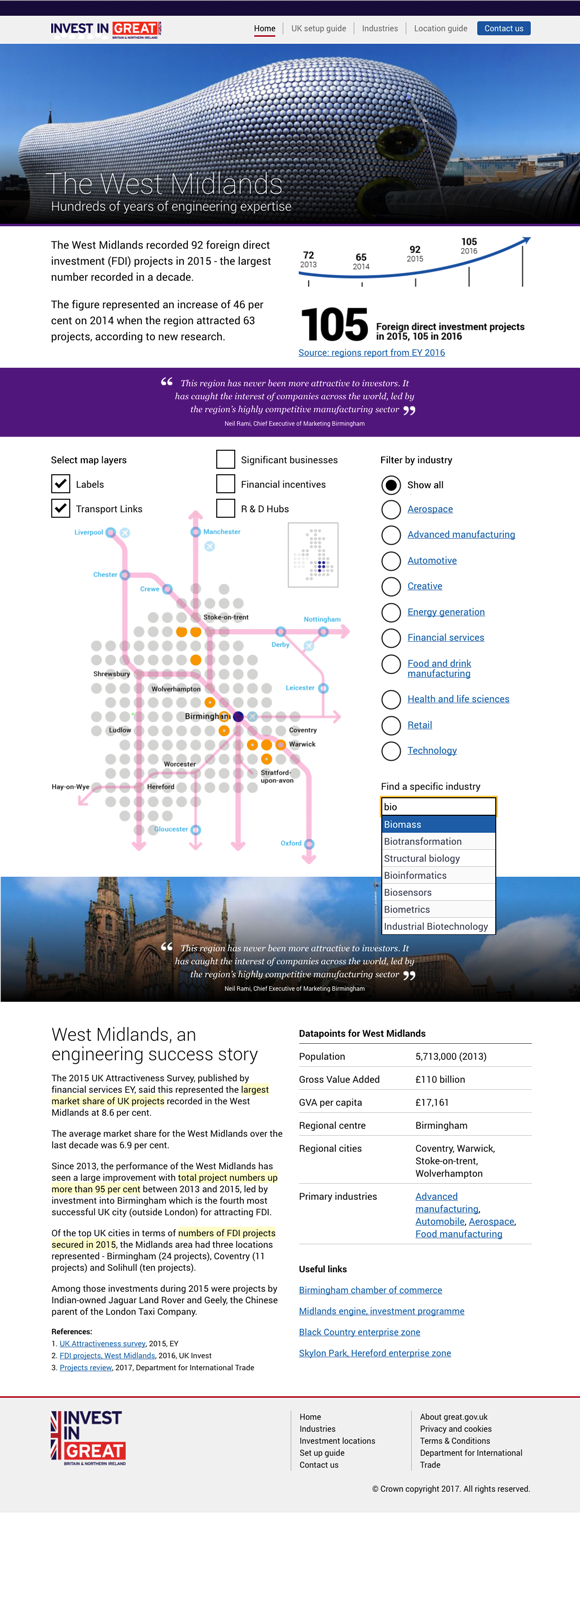 INVEST IN GREAT
BRITAIN & NORTHERN IRELAND
Home
UK setup guide
Industries
Location guide
Contact us
The West Midlands
Hundreds of years of engineering expertise
The West Midlands recorded 92 foreign direct
investment (FDI) projects in 2015 - the largest
number recorded in a decade.
The figure represented an increase of 46 per
cent on 2014 when the region attracted 63
projects, according to new research.
72
2013
65
2014
92
2015
105
2016
105
Foreign direct investment projects
in 2015, 105 in 2016
Source: regions report from EY 2016
“ This region has never been more attractive to investors. It
has caught the interest of companies across the world, led by
the region's highly competitive manufacturing sector ”
Neil Rami, Chief Executive of Marketing Birmingham
Select map layers
Labels
Transport Links
Significant businesses
Financial incentives
R & D Hubs
Liverpool
Manchester
Chester
Crewe
Stoke-on-trent
Nottingham
Derby
Shrewsbury
Wolverhampton
Leicester
Birmingham
Ludlow
Coventry
Warwick
Worcester
Stratford-
upon-avon
Hay-on-Wye
Hereford
Gloucester
Oxford
Filter by industry
Show all
Aerospace
Advanced manufacturing
Automotive
Creative
Energy generation
Financial services
Food and drink
manufacturing
Health and life sciences
Retail
Technology
Find a specific industry
bio
Biomass
Biotransformation
Structural biology
Bioinformatics
Biosensors
Biometrics
Industrial Biotechnology
“ This region has never been more attractive to investors. It
has caught the interest of companies across the world, led by
the region's highly competitive manufacturing sector ”
Neil Rami, Chief Executive of Marketing Birmingham
West Midlands, an
engineering success story
The 2015 UK Attractiveness Survey, published by
financial services EY, said this represented the largest
market share of UK projects recorded in the West
Midlands at 8.6 per cent.
The average market share for the West Midlands over the
last decade was 6.9 per cent.
Since 2013, the performance of the West Midlands has
seen a large improvement with total project numbers up
more than 95 per cent between 2013 and 2015, led by
investment into Birmingham which is the fourth most
successful UK city (outside London) for attracting FDI.
Of the top UK cities in terms of numbers of FDI projects
secured in 2015, the Midlands area had three locations
represented - Birmingham (24 projects), Coventry (11
projects) and Solihull (ten projects).
Among those investments during 2015 were projects by
Indian-owned Jaguar Land Rover and Geely, the Chinese
parent of the London Taxi Company.
References:
1. UK Attractiveness survey, 2015, EY
2. FDI projects, West Midlands, 2016, UK Invest
3. Projects review, 2017, Department for International Trade
Datapoints for West Midlands
Population 5,713,000 (2013)
Gross Value Added £110 billion
GVA per capita £17,161
Regional centre Birmingham
Regional cities Coventry, Warwick,
Stoke-on-trent,
Wolverhampton
Primary industries Advanced
manufacturing,
Automobile, Aerospace,
Food manufacturing
Useful links
Birmingham chamber of commerce
Midlands engine, investment programme
Black Country enterprise zone
Skylon Park, Hereford enterprise zone
INVEST
IN
GREAT
BRITAIN & NORTHERN IRELAND
Home
Industries
Investment locations
Set up guide
Contact us
About great.gov.uk
Privacy and cookies
Terms & Conditions
Department for International
Trade
© Crown copyright 2017. All rights reserved.